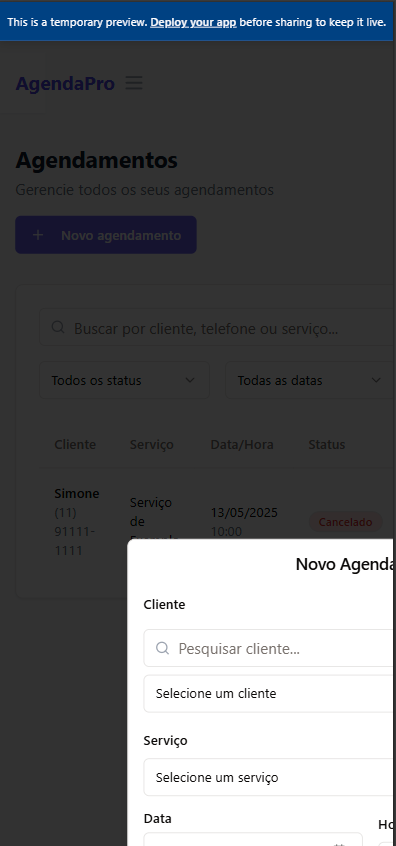 This is a temporary preview. Deploy your app before sharing to keep it live.
AgendaPro
Agendamentos
Gerencie todos os seus agendamentos
+ Novo agendamento
Buscar por cliente, telefone ou serviço...
Todos os status
Todas as datas
Cliente Serviço Data/Hora Status
Simone
(11)
91111-
1111
Serviço
de
13/05/2025
10:00
Cancelado
Novo Agenda
Cliente
Pesquisar cliente...
Selecione um cliente
Serviço
Selecione um serviço
Data
Ho